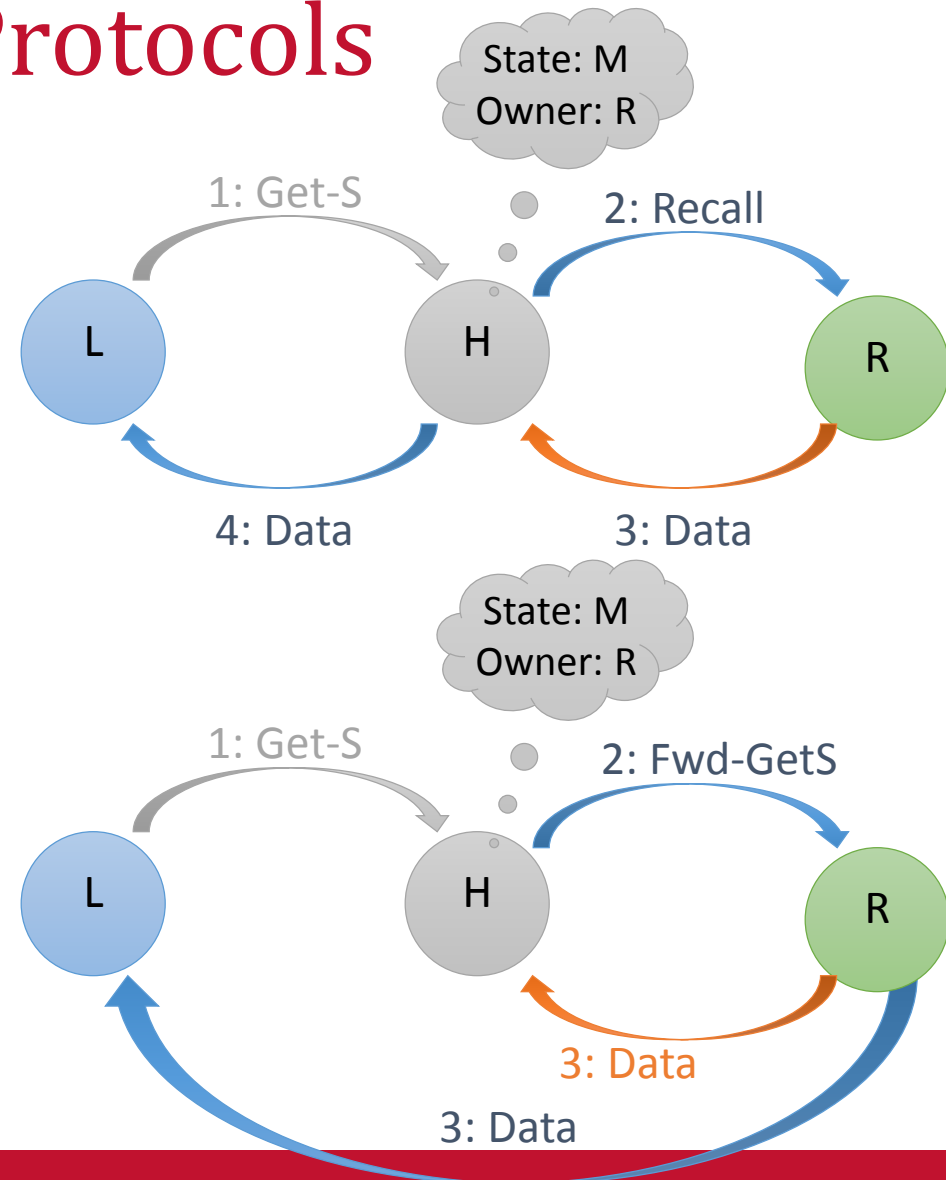 Protocols
State: M
Owner: R
1: Get-S
2: Recall
L
H
R
4: Data
3: Data
State: M
Owner: R
1: Get-S
2: Fwd-GetS
L
H
R
3: Data
3: Data